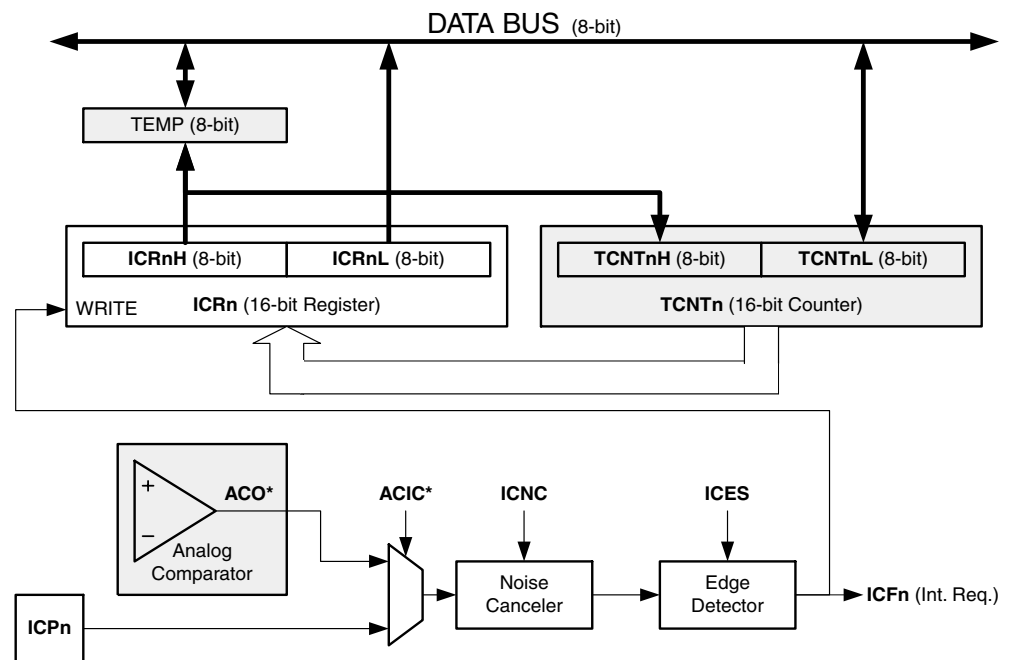 DATA BUS (8-bit)
TEMP (8-bit)
ICRnH (8-bit)
ICRnL (8-bit)
TCNTnH (8-bit)
TCNTnL (8-bit)
WRITE
ICRn (16-bit Register)
TCNTn (16-bit Counter)
+
−
ACO*
Analog
Comparator
ACIC*
ICNC
ICES
Noise
Canceler
Edge
Detector
ICFn (Int. Req.)
ICPn